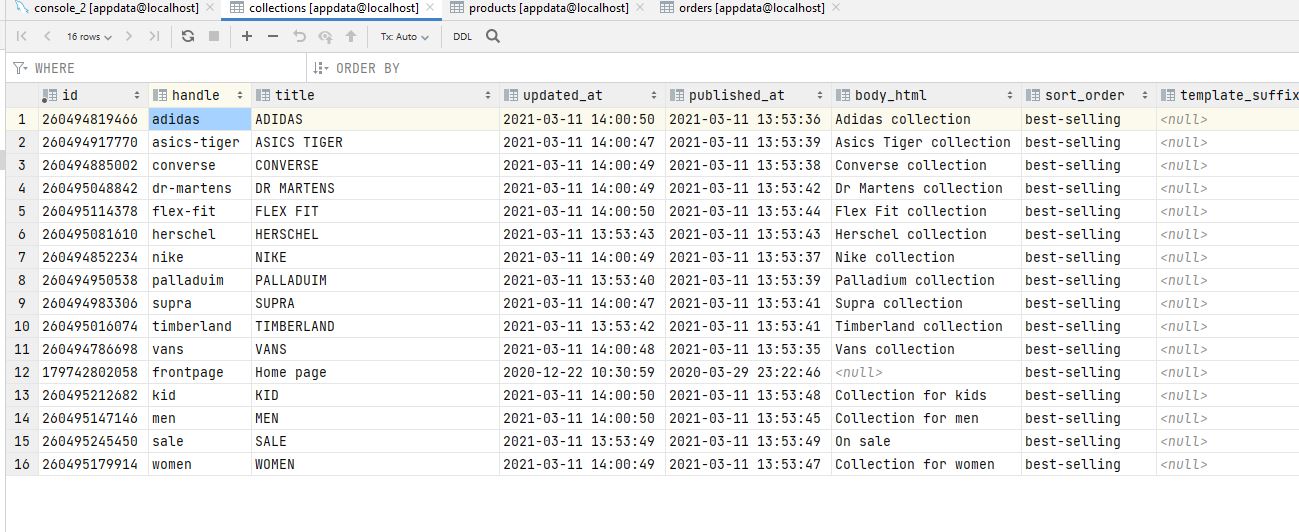 console_2 [appdata@localhost] collections [appdata@localhost] products [appdata@localhost] orders [appdata@localhost]
16 rows Tx: Auto DDL
WHERE ORDER BY
id handle title updated_at published_at body_html sort_order template_suffix
1 260494819466 adidas ADIDAS 2021-03-11 14:00:50 2021-03-11 13:53:36 Adidas collection best-selling <null>
2 260494917770 asics-tiger ASICS TIGER 2021-03-11 14:00:47 2021-03-11 13:53:39 Asics Tiger collection best-selling <null>
3 260494885002 converse CONVERSE 2021-03-11 14:00:49 2021-03-11 13:53:38 Converse collection best-selling <null>
4 260495048842 dr-martens DR MARTENS 2021-03-11 14:00:49 2021-03-11 13:53:42 Dr Martens collection best-selling <null>
5 260495114378 flex-fit FLEX FIT 2021-03-11 14:00:50 2021-03-11 13:53:44 Flex Fit collection best-selling <null>
6 260495081610 herschel HERSCHEL 2021-03-11 13:53:43 2021-03-11 13:53:43 Herschel collection best-selling <null>
7 260494852234 nike NIKE 2021-03-11 14:00:49 2021-03-11 13:53:37 Nike collection best-selling <null>
8 260494950538 palladuim PALLADUIM 2021-03-11 13:53:40 2021-03-11 13:53:39 Palladium collection best-selling <null>
9 260494983306 supra SUPRA 2021-03-11 14:00:47 2021-03-11 13:53:41 Supra collection best-selling <null>
10 260495016074 timberland TIMBERLAND 2021-03-11 13:53:42 2021-03-11 13:53:41 Timberland collection best-selling <null>
11 260494786698 vans VANS 2021-03-11 14:00:48 2021-03-11 13:53:35 Vans collection best-selling <null>
12 179742802058 frontpage Home page 2020-12-22 10:30:59 2020-03-29 23:22:46 <null> best-selling <null>
13 260495212682 kid KID 2021-03-11 14:00:50 2021-03-11 13:53:48 Collection for kids best-selling <null>
14 260495147146 men MEN 2021-03-11 14:00:50 2021-03-11 13:53:45 Collection for men best-selling <null>
15 260495245450 sale SALE 2021-03-11 13:53:49 2021-03-11 13:53:49 On sale best-selling <null>
16 260495179914 women WOMEN 2021-03-11 14:00:49 2021-03-11 13:53:47 Collection for women best-selling <null>